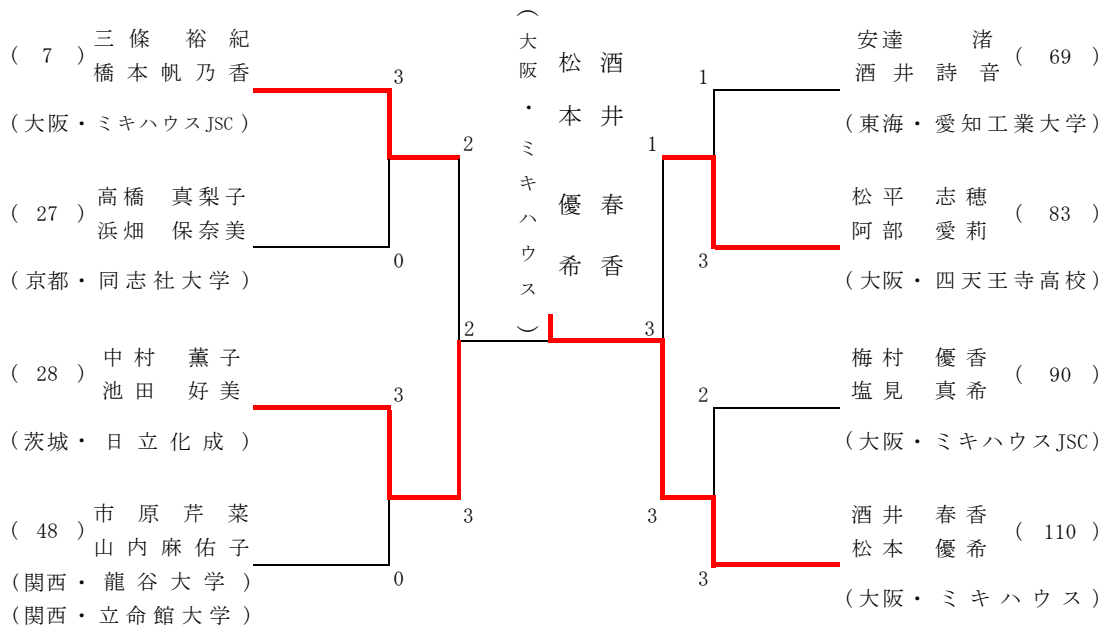 ( 7 ) 三條 裕紀
橋本帆乃香
(大阪・ミキハウスJSC)
3
2
( 27 ) 高橋 真梨子
浜畑 保奈美
(京都・同志社大学)
0
( 28 ) 中村 薫子
池田 好美
(茨城・日立化成)
3
2
( 48 ) 市原芹菜
山内麻佑子
(関西・龍谷大学)
(関西・立命館大学)
0
3
酒井 春香
松本 優希
(大阪・ミキハウス)
安達 渚 ( 69 )
酒井詩音
(東海・愛知工業大学)
1
1
松平 志穂 ( 83 )
阿部 愛莉
(大阪・四天王寺高校)
3
3
梅村 優香 ( 90 )
塩見 真希
(大阪・ミキハウスJSC)
2
酒井 春香 ( 110 )
松本 優希
(大阪・ミキハウス)
3
3